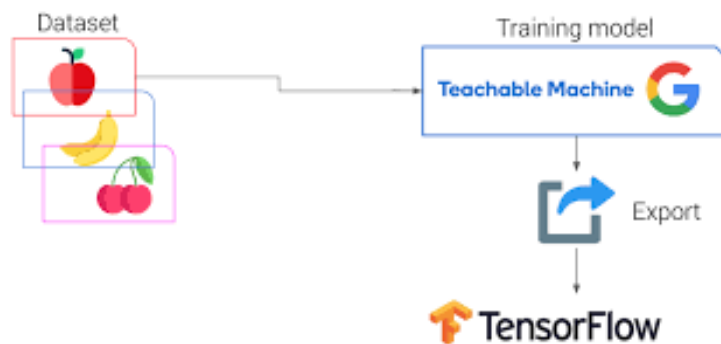 Dataset
Training model
Teachable Machine
Export
TensorFlow